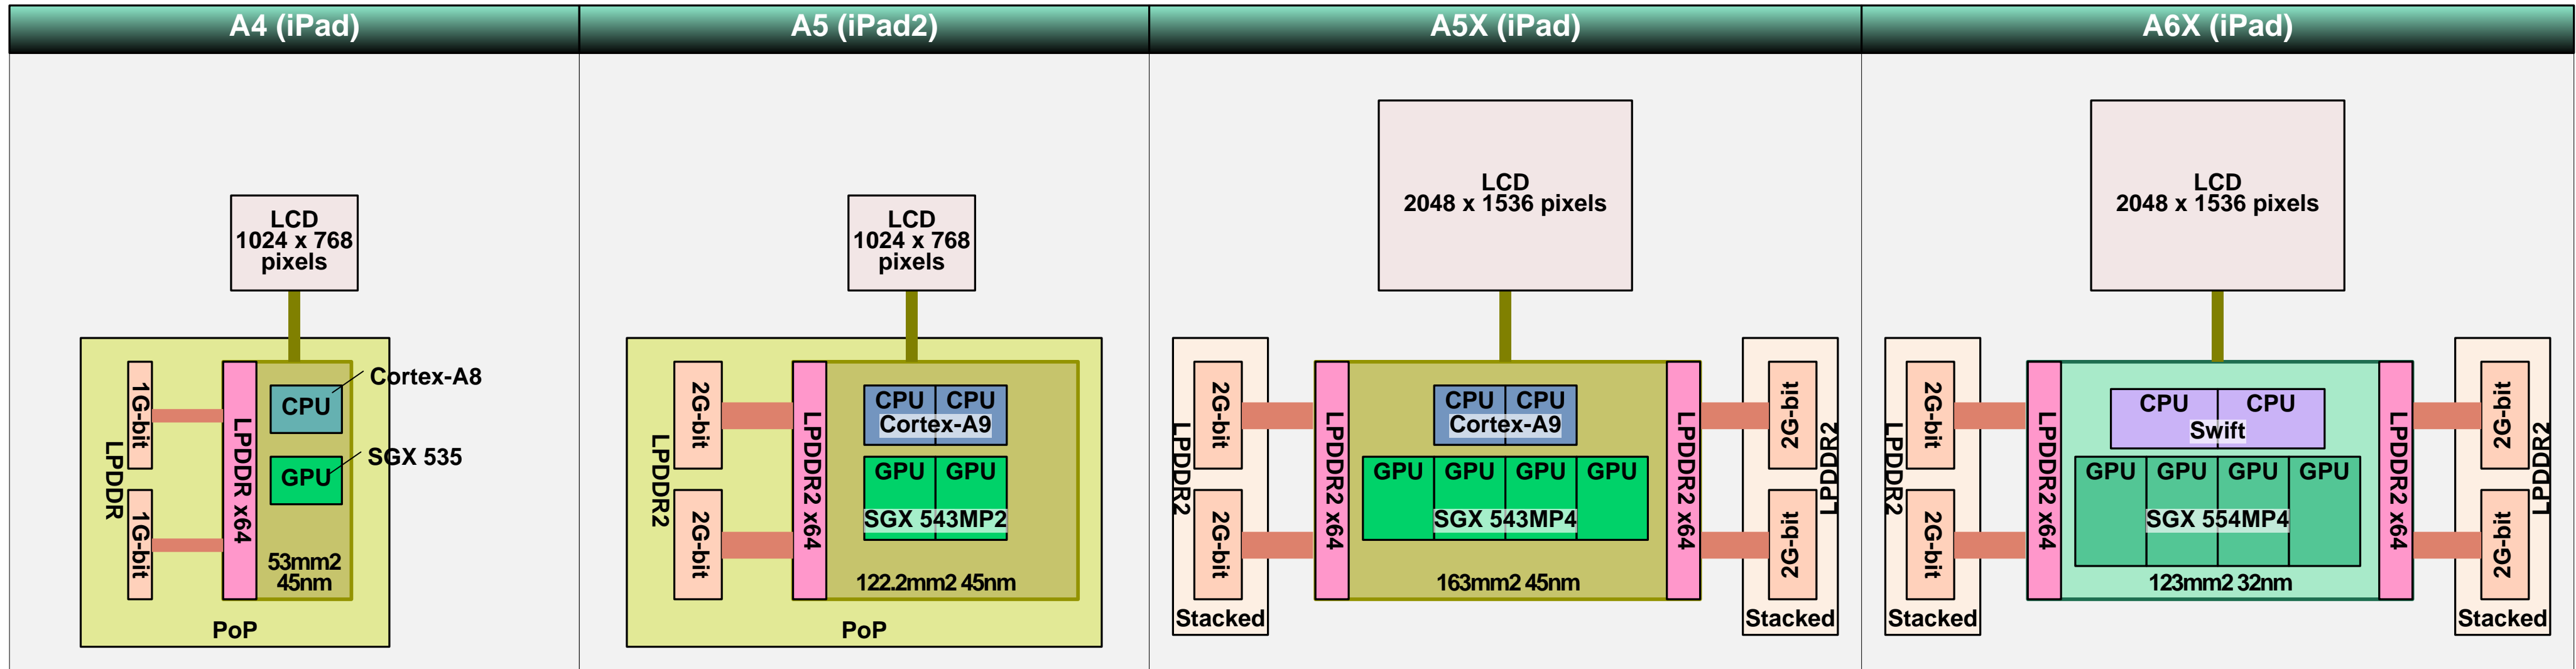 A4 (iPad)
LCD
1024 x 768
pixels
1G-bit
1G-bit
LPDDR
LPDDR x64
CPU
Cortex-A8
GPU
SGX 535
53mm2
45nm
PoP
A5 (iPad2)
LCD
1024 x 768
pixels
2G-bit
2G-bit
LPDDR2
LPDDR2 x64
CPU CPU
Cortex-A9
GPU GPU
SGX 543MP2
122.2mm2 45nm
PoP
A5X (iPad)
LCD
2048 x 1536 pixels
LPDDR2
2G-bit
2G-bit
Stacked
LPDDR2 x64
CPU CPU
Cortex-A9
GPU GPU GPU GPU
SGX 543MP4
163mm2 45nm
LPDDR2 x64
2G-bit
2G-bit
LPDDR2
Stacked
A6X (iPad)
LCD
2048 x 1536 pixels
LPDDR2
2G-bit
2G-bit
Stacked
LPDDR2 x64
CPU CPU
Swift
GPU GPU GPU GPU
SGX 554MP4
123mm2 32nm
LPDDR2 x64
2G-bit
2G-bit
LPDDR2
Stacked